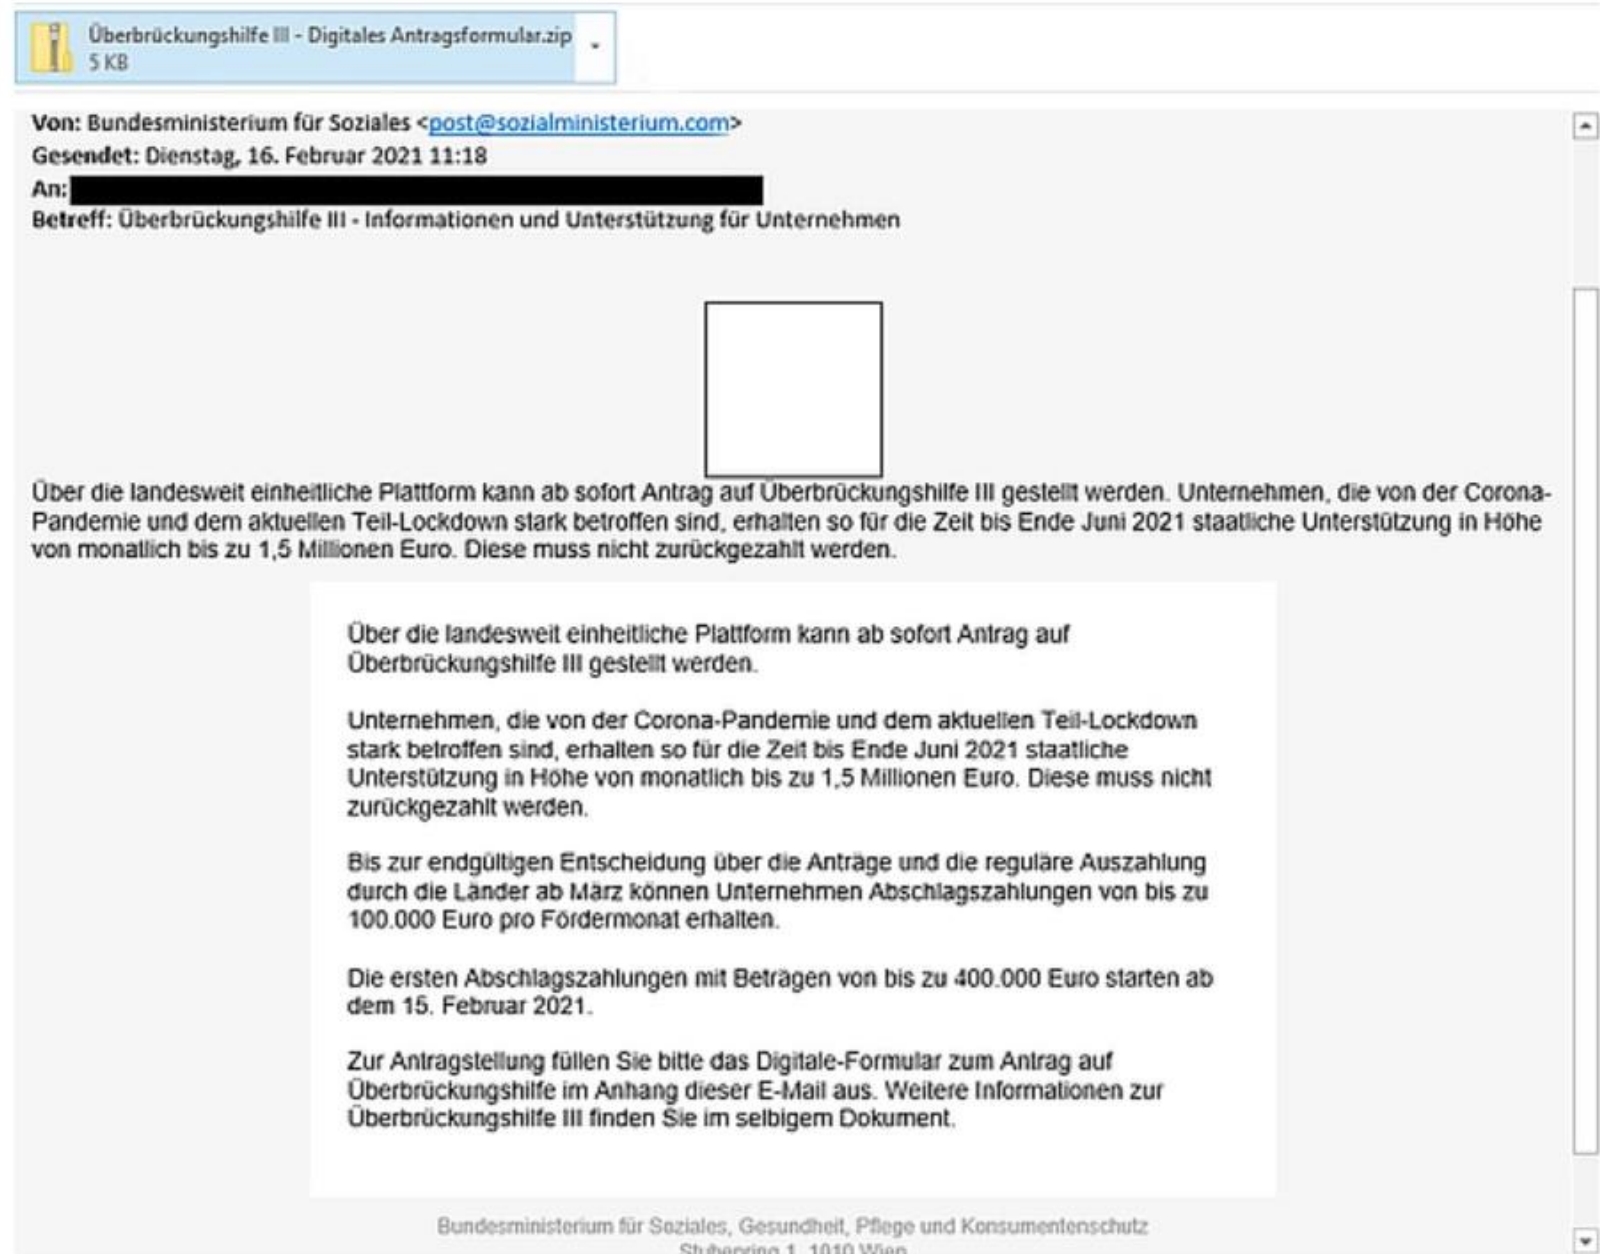 Überbrückungshilfe III - Digitales Antragsformular.zip
5 KB
Von: Bundesministerium für Soziales <post@sozialministerium.com>
Gesendet: Dienstag, 16. Februar 2021 11:18
An:
Betreff: Überbrückungshilfe III - Informationen und Unterstützung für Unternehmen
Über die landesweit einheitliche Plattform kann ab sofort Antrag auf Überbrückungshilfe III gestellt werden. Unternehmen, die von der Corona-
Pandemie und dem aktuellen Teil-Lockdown stark betroffen sind, erhalten so für die Zeit bis Ende Juni 2021 staatliche Unterstützung in Höhe
von monatlich bis zu 1,5 Millionen Euro. Diese muss nicht zurückgezahlt werden.
Über die landesweit einheitliche Plattform kann ab sofort Antrag auf
Überbrückungshilfe III gestellt werden.
Unternehmen, die von der Corona-Pandemie und dem aktuellen Teil-Lockdown
stark betroffen sind, erhalten so für die Zeit bis Ende Juni 2021 staatliche
Unterstützung in Höhe von monatlich bis zu 1,5 Millionen Euro. Diese muss nicht
zurückgezahlt werden.
Bis zur endgültigen Entscheidung über die Anträge und die reguläre Auszahlung
durch die Länder ab März können Unternehmen Abschlagszahlungen von bis zu
100.000 Euro pro Fördermonat erhalten.
Die ersten Abschlagszahlungen mit Beträgen von bis zu 400.000 Euro starten ab
dem 15. Februar 2021.
Zur Antragstellung füllen Sie bitte das Digitale-Formular zum Antrag auf
Überbrückungshilfe im Anhang dieser E-Mail aus. Weitere Informationen zur
Überbrückungshilfe III finden Sie im selbigem Dokument.
Bundesministerium für Soziales, Gesundheit, Pflege und Konsumentenschutz
Stubenring 1, 1010 Wien